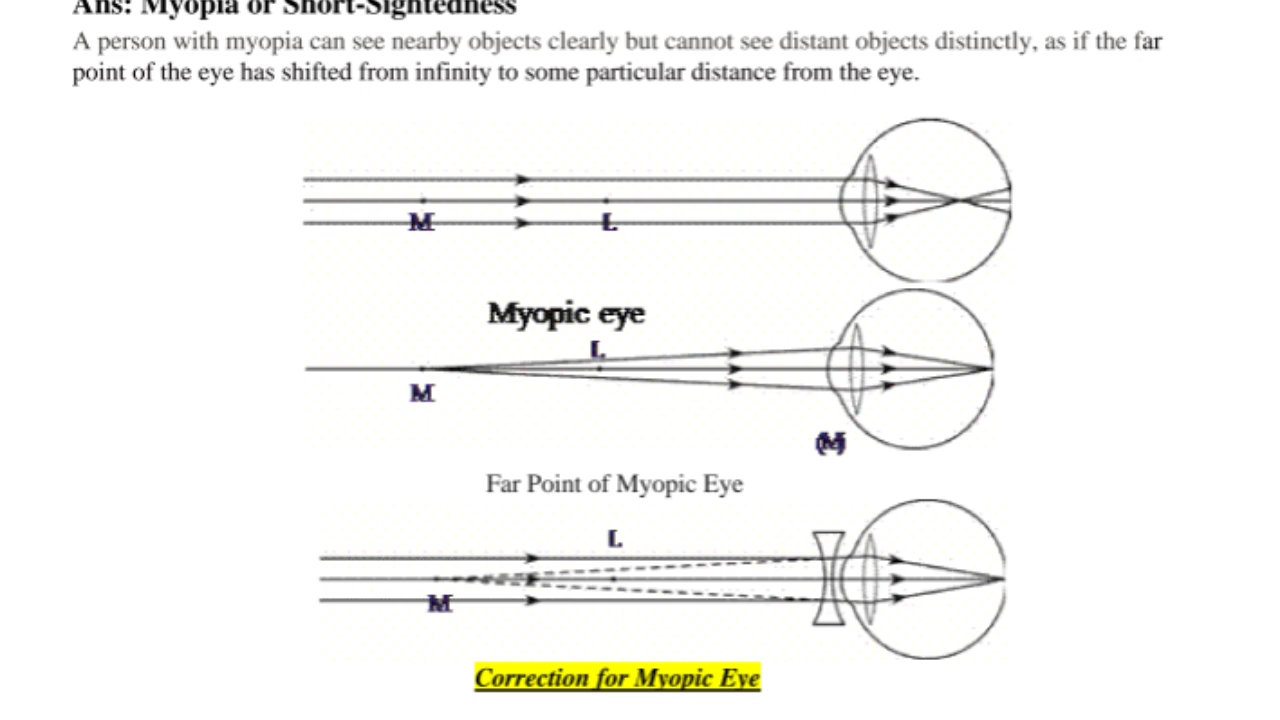 Ans: Myopia or Short-Sightedness
A person with myopia can see nearby objects clearly but cannot see distant objects distinctly, as if the far
point of the eye has shifted from infinity to some particular distance from the eye.
M L
Myopic eye
L
M
(M)
Far Point of Myopic Eye
L
M
Correction for Myopic Eye